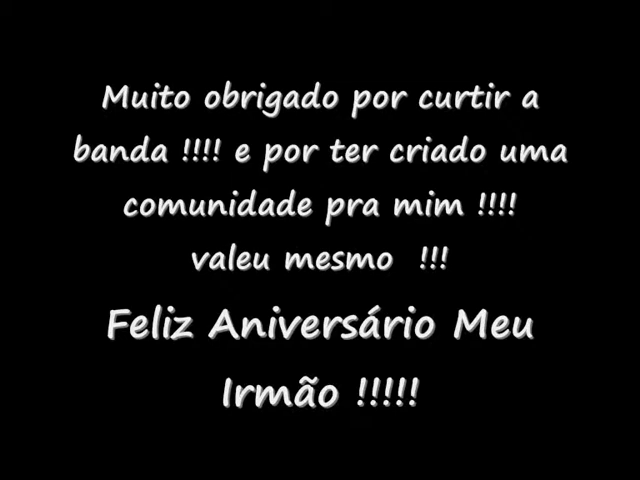 Muito obrigado por curtir a
banda !!!! e por ter criado uma
comunidade pra mim !!!!
valeu mesmo  !!!
Feliz Aniversário Meu
Irmão !!!!!